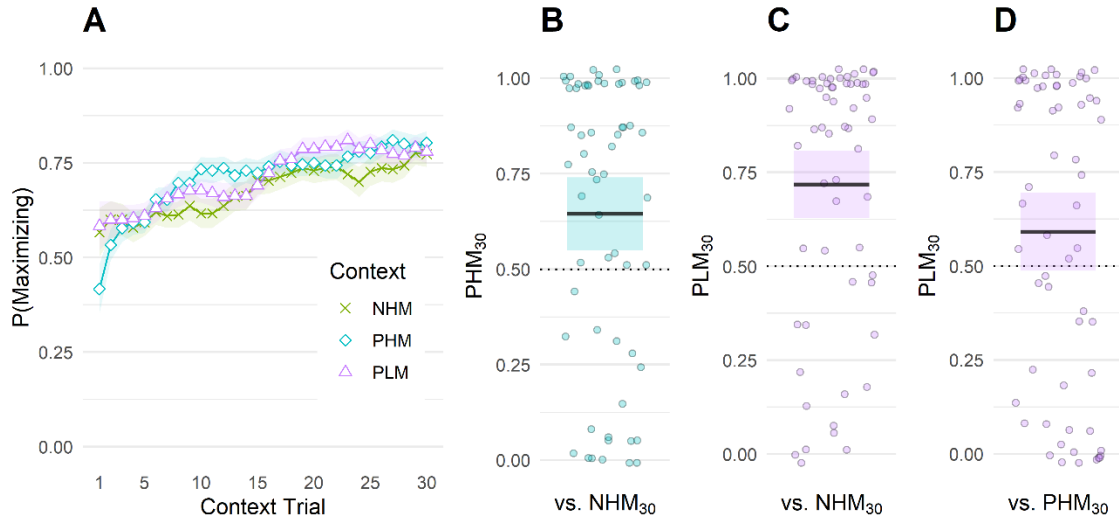 A
P(Maximizing)
1.00
0.75
0.50
0.25
0.00
Context
NHM
PHM
PLM
1 5 10 15 20 25 30
Context Trial
B
PHM₃₀
1.00
0.75
0.50
0.25
0.00
vs. NHM₃₀
C
PLM₃₀
1.00
0.75
0.50
0.25
0.00
vs. NHM₃₀
D
PLM₃₀
1.00
0.75
0.50
0.25
0.00
vs. PHM₃₀